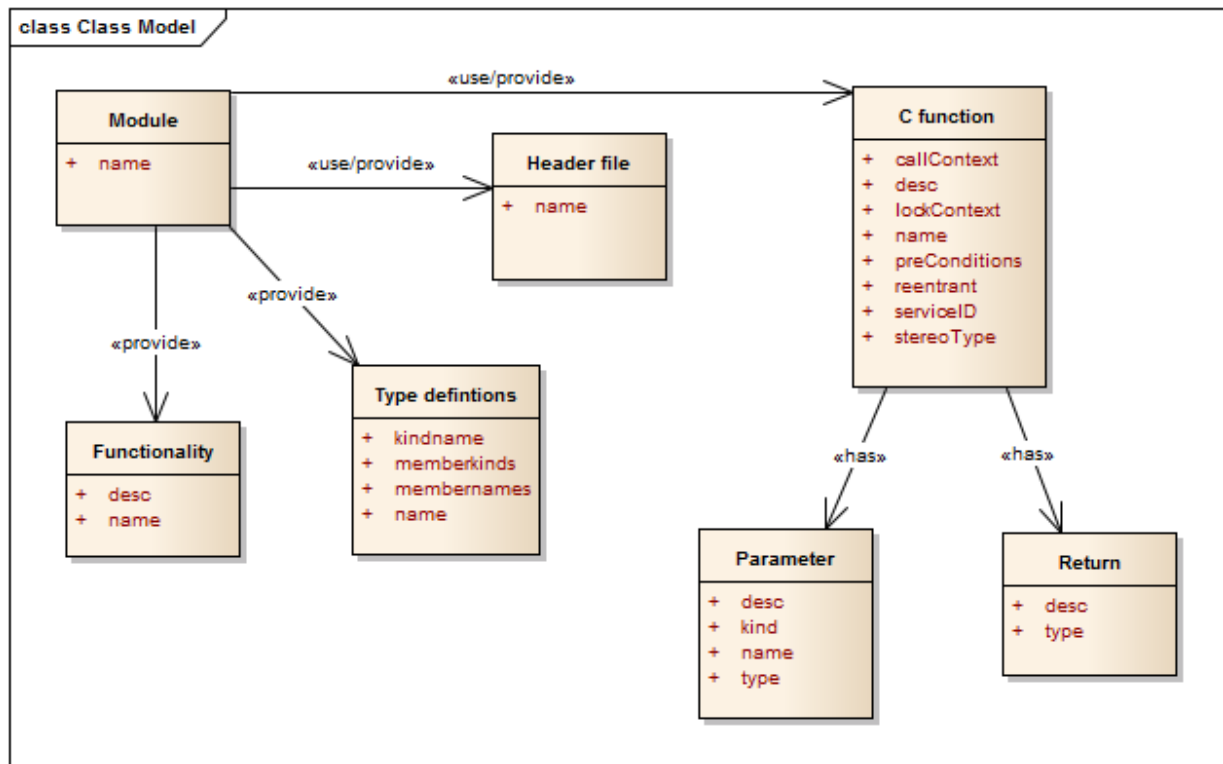 class Class Model
«use/provide»
Module
+ name
«use/provide»
Header file
+ name
C function
+ callContext
+ desc
+ lockContext
+ name
+ preConditions
+ reentrant
+ serviceID
+ stereoType
«provide»
«provide»
Functionality
+ desc
+ name
Type defintions
+ kindname
+ memberkinds
+ membernames
+ name
«has»
«has»
Parameter
+ desc
+ kind
+ name
+ type
Return
+ desc
+ type